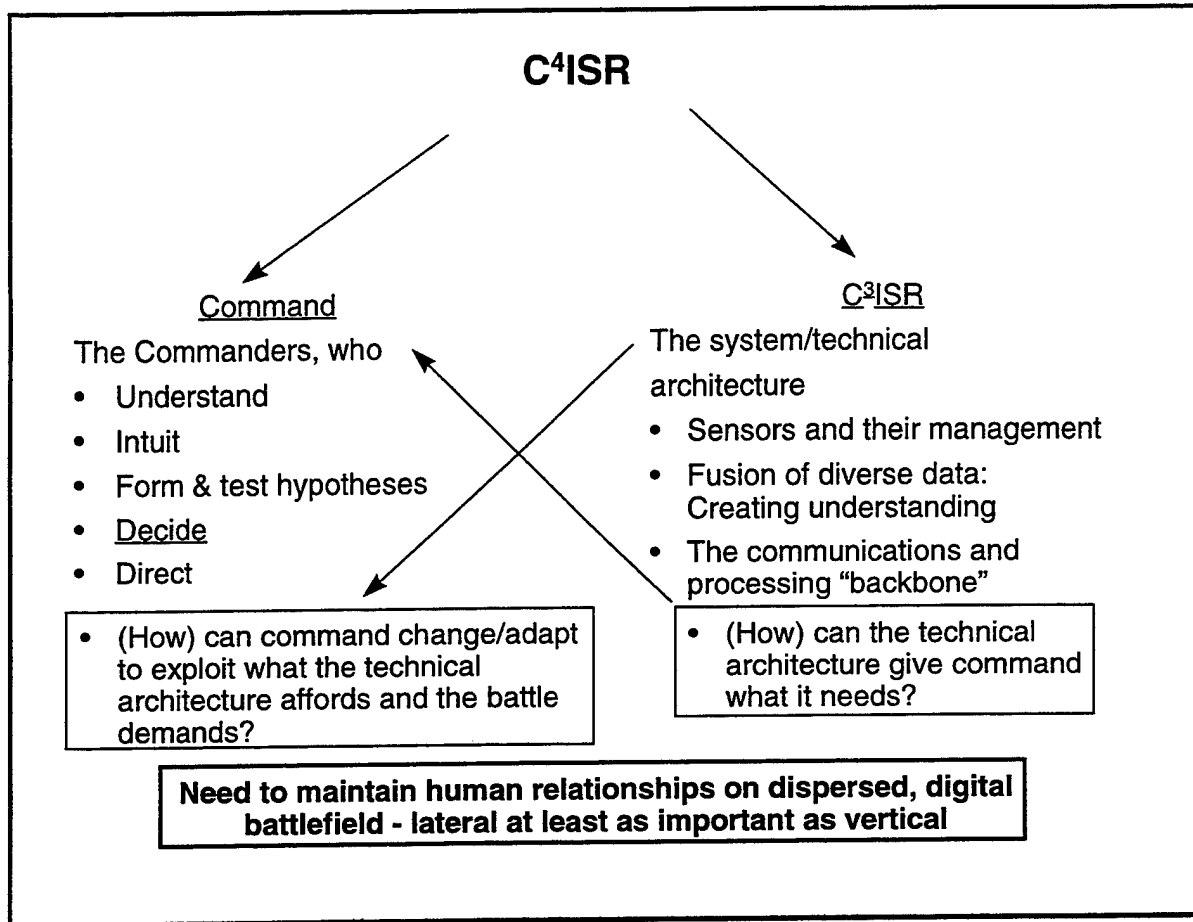 C⁴ISR
Command
The Commanders, who
• Understand
• Intuit
• Form & test hypotheses
• Decide
• Direct
• (How) can command change/adapt
to exploit what the technical
architecture affords and the battle
demands?
C³ISR
The system/technical
architecture
• Sensors and their management
• Fusion of diverse data:
Creating understanding
• The communications and
processing “backbone”
• (How) can the technical
architecture give command
what it needs?
Need to maintain human relationships on dispersed, digital
battlefield - lateral at least as important as vertical